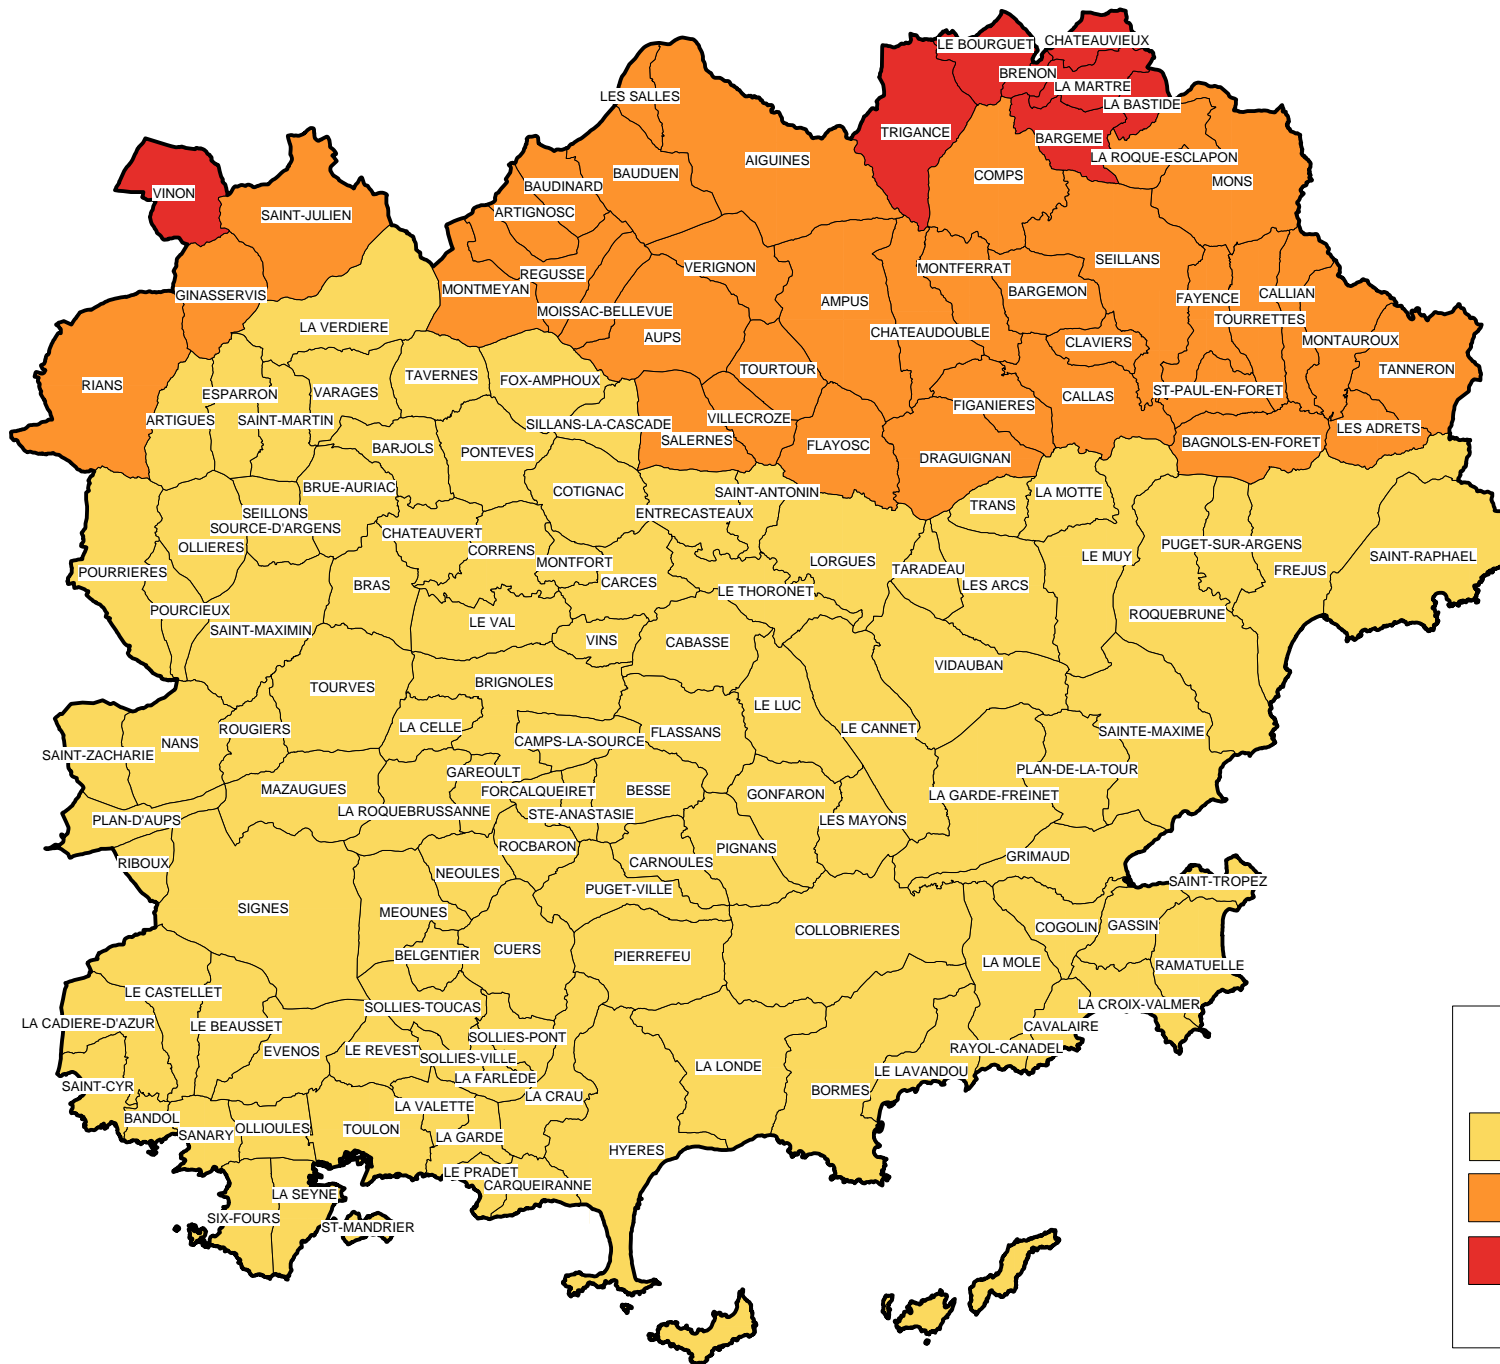 CHATEAUVIEUX
LE BOURGUET
BRENON
LA MARTRE
LES SALLES
LA BASTIDE
TRIGANCE
BARGEME
LA ROQUE-ESCLAPON
AIGUINES
BAUDUEN
COMPS
MONS
BAUDINARD
VINON
ARTIGNOSC
SAINT-JULIEN
SEILLANS
VERIGNON
MONTFERRAT
REGUSSE
MONTMEYAN
BARGEMON
GINASSERVIS
CALLIAN
FAYENCE
AMPUS
MOISSAC-BELLEVUE
TOURRETTES
LA VERDIERE
CHATEAUDOUBLE
AUPS
CLAVIERS
MONTAUROUX
TOURTOUR
TANNERON
TAVERNES
FOX-AMPHOUX
RIANS
ESPARRON
VARAGES
ST-PAUL-EN-FORET
CALLAS
FIGANIERES
VILLECROZE
ARTIGUES
SAINT-MARTIN
SILLANS-LA-CASCADE
LES ADRETS
SALERNES
FLAYOSC
BAGNOLS-EN-FORET
BARJOLS
PONTEVES
DRAGUIGNAN
BRUE-AURIAC
COTIGNAC
SAINT-ANTONIN
LA MOTTE
TRANS
SEILLONS
SOURCE-D'ARGENS
ENTRECASTEAUX
CHATEAUVERT
OLLIERES
CORRENS
PUGET-SUR-ARGENS
LE MUY
SAINT-RAPHAEL
MONTFORT
LORGUES
TARADEAU
FREJUS
POURRIERES
BRAS
CARCES
LES ARCS
LE THORONET
POURCIEUX
ROQUEBRUNE
LE VAL
SAINT-MAXIMIN
VINS
CABASSE
VIDAUBAN
BRIGNOLES
TOURVES
LE LUC
LA CELLE
ROUGIERS
LE CANNET
FLASSANS
SAINTE-MAXIME
NANS
CAMPS-LA-SOURCE
SAINT-ZACHARIE
PLAN-DE-LA-TOUR
GAREOULT
MAZAUGUES
FORCALQUEIRET
BESSE
GONFARON
LA GARDE-FREINET
LA ROQUEBRUSSANNE
STE-ANASTASIE
PLAN-D'AUPS
LES MAYONS
ROCBARON
PIGNANS
GRIMAUD
RIBOUX
CARNOULES
NEOULES
SAINT-TROPEZ
PUGET-VILLE
SIGNES
MEOUNES
GASSIN
COGOLIN
COLLOBRIERES
CUERS
BELGENTIER
PIERREFEU
LA MOLE
RAMATUELLE
LE CASTELLET
SOLLIES-TOUCAS
LA CROIX-VALMER
LA CADIERE-D'AZUR
LE BEAUSSET
CAVALAIRE
SOLLIES-PONT
EVENOS
LE REVEST
RAYOL-CANADEL
SOLLIES-VILLE
LA LONDE
LE LAVANDOU
LA FARLEDE
SAINT-CYR
BORMES
LA CRAU
LA VALETTE
BANDOL
OLLIOULES
TOULON
SANARY
LA GARDE
HYERES
LE PRADET
CARQUEIRANNE
LA SEYNE
SIX-FOURS
ST-MANDRIER